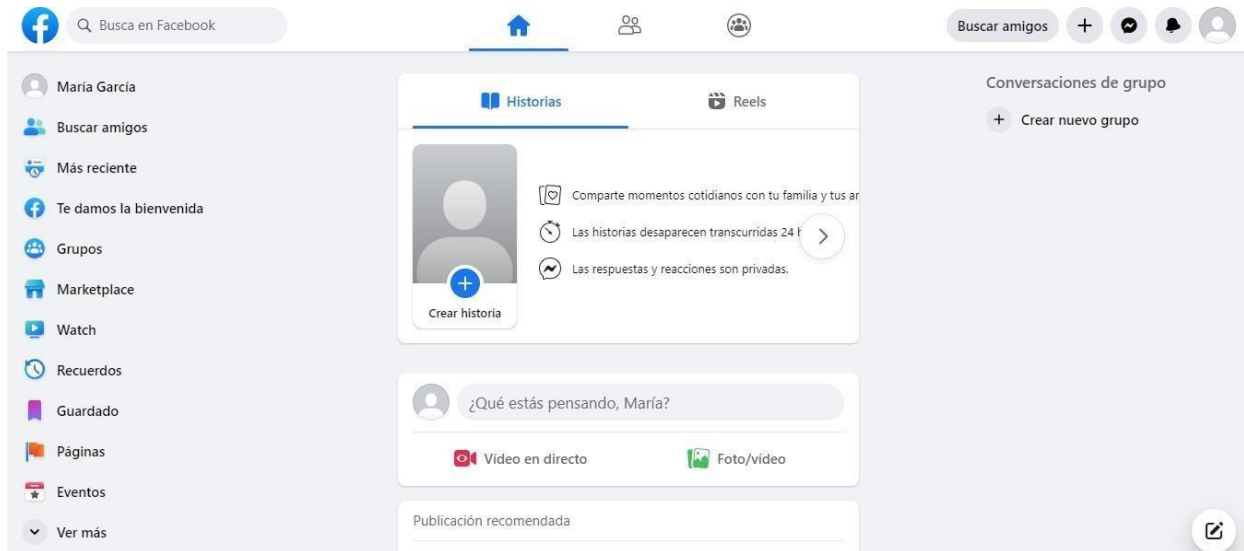 Busca en Facebook
Buscar amigos
María García
Buscar amigos
Más reciente
Te damos la bienvenida
Grupos
Marketplace
Watch
Recuerdos
Guardado
Páginas
Eventos
Ver más
Historias
Reels
Comparte momentos cotidianos con tu familia y tus
Las historias desaparecen transcurridas 24
Las respuestas y reacciones son privadas.
Crear historia
¿Qué estás pensando, María?
Vídeo en directo
Foto/vídeo
Publicación recomendada
Conversaciones de grupo
Crear nuevo grupo